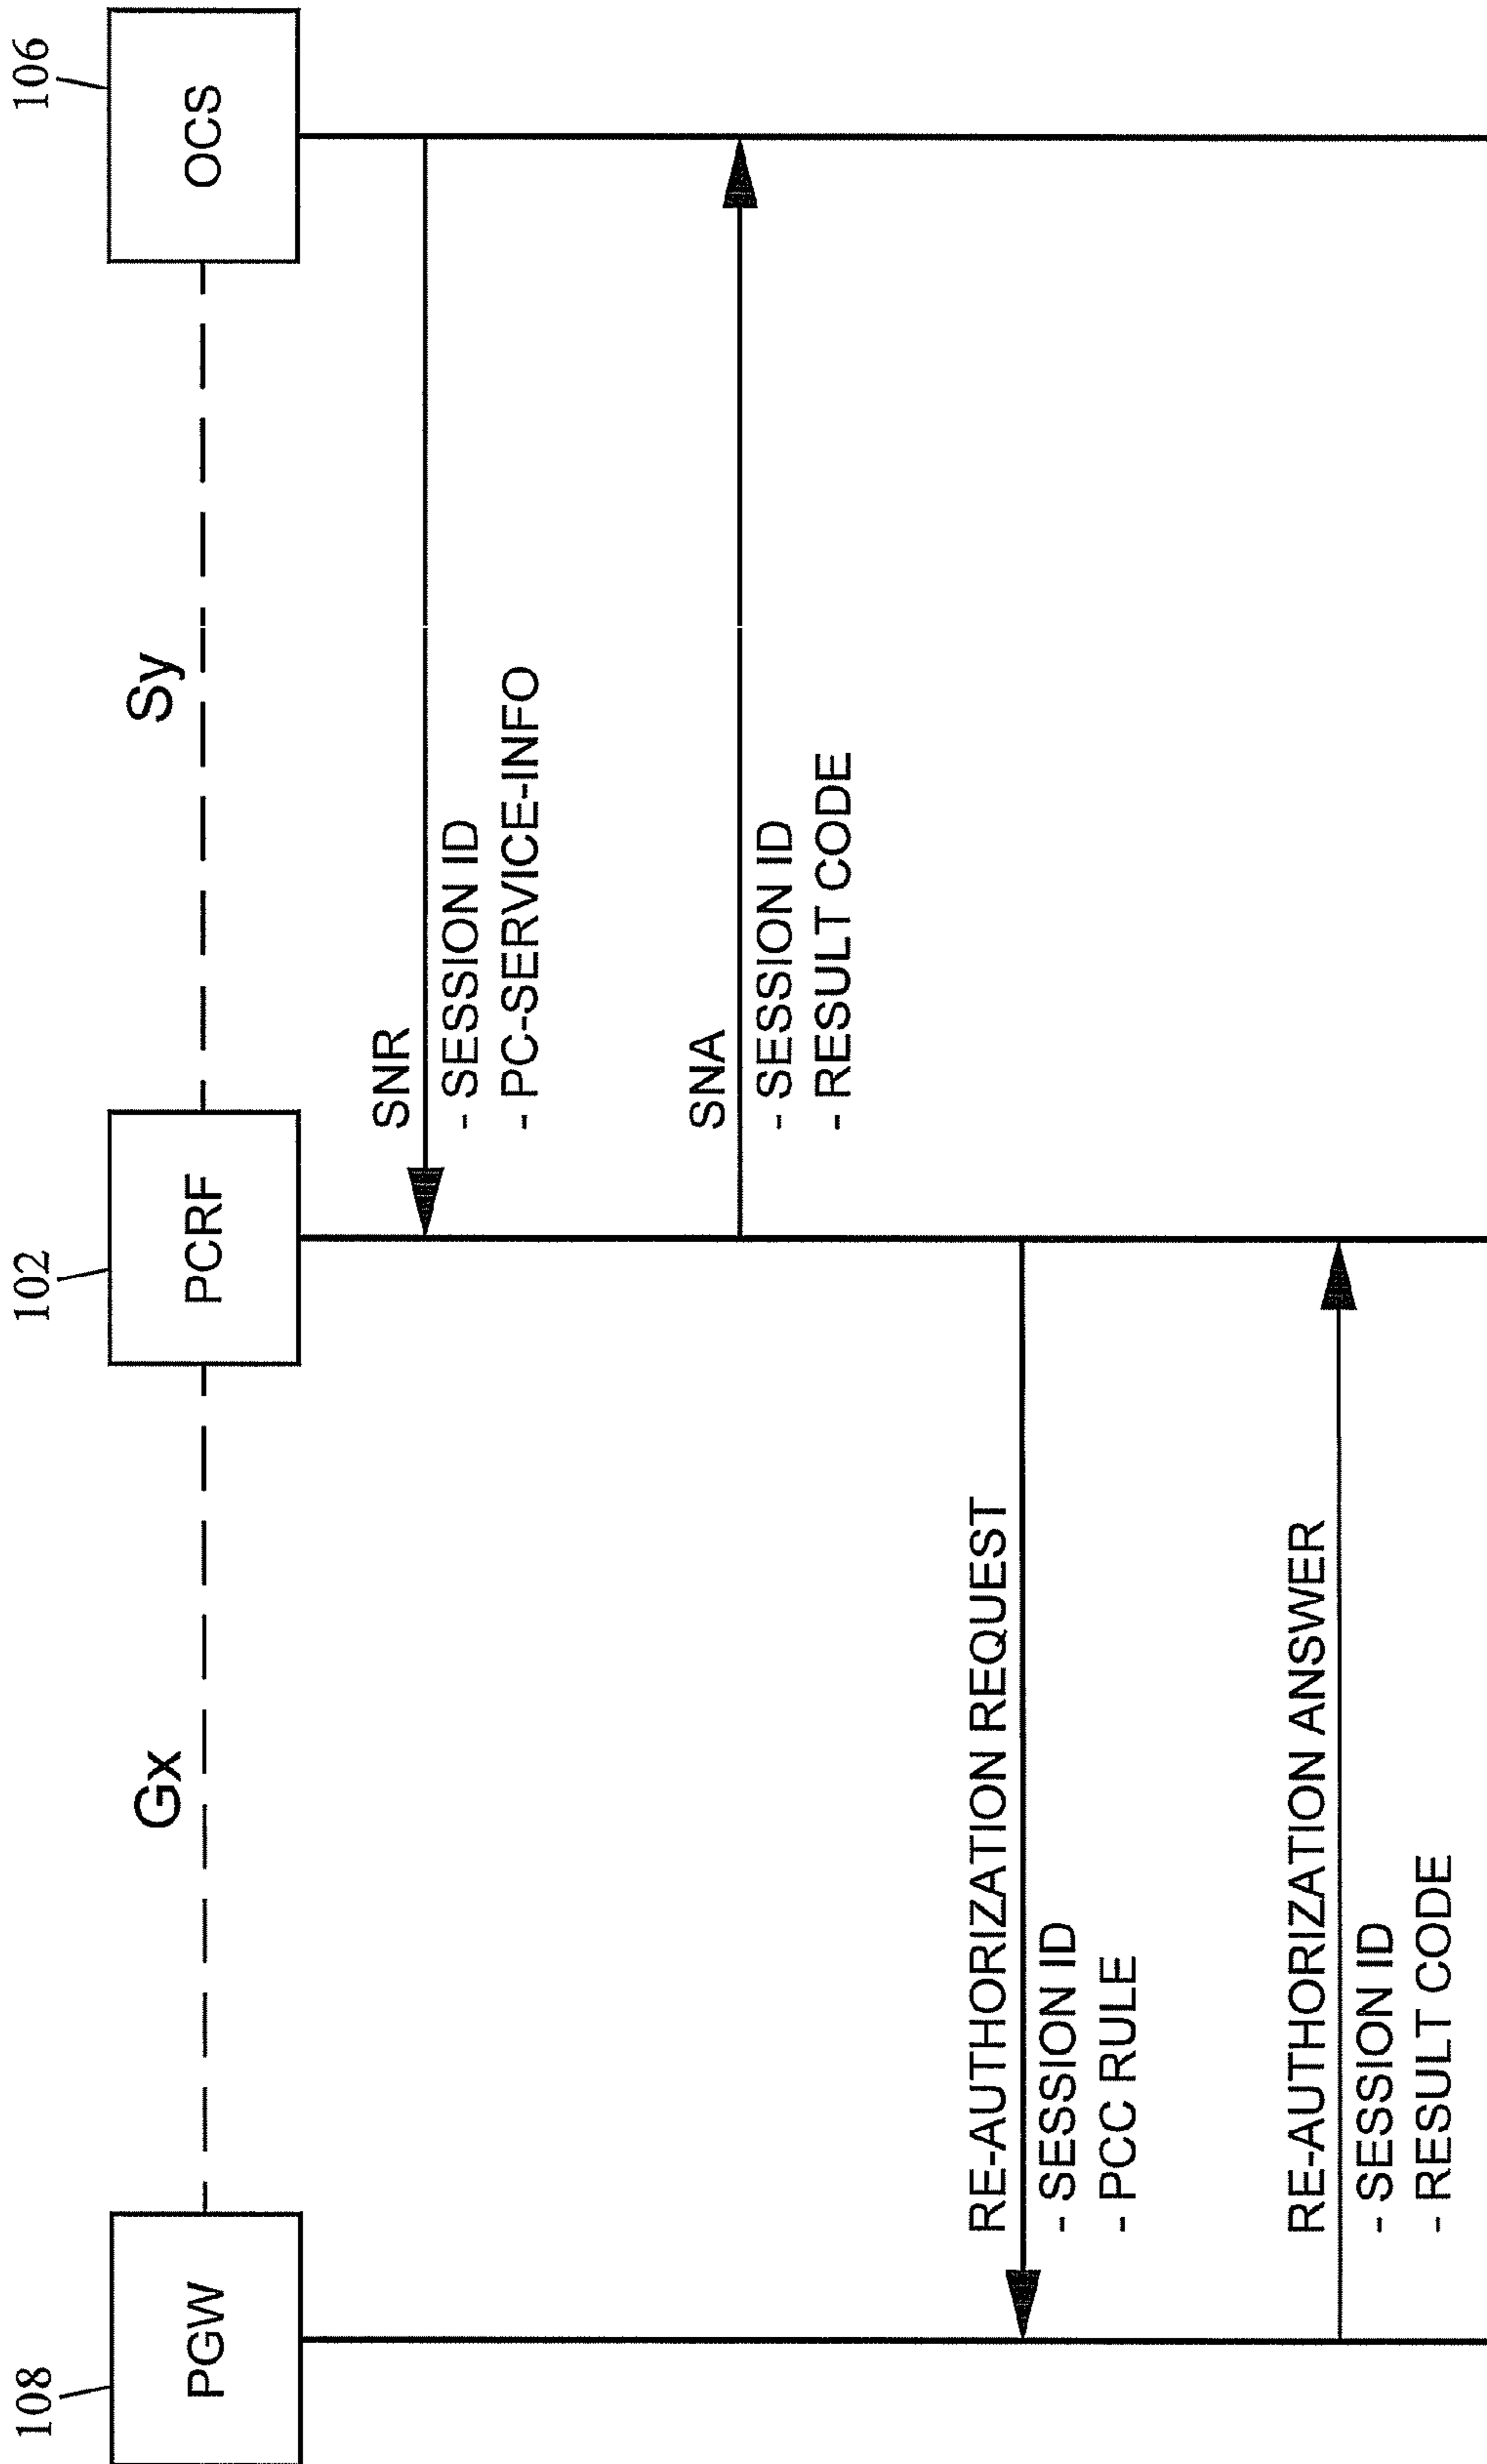 108
102
106
PGW
Gx
PCRF
Sy
OCS
SNR
- SESSION ID
- PC-SERVICE-INFO
SNA
- SESSION ID
- RESULT CODE
RE-AUTHORIZATION REQUEST
- SESSION ID
- PCC RULE
RE-AUTHORIZATION ANSWER
- SESSION ID
- RESULT CODE